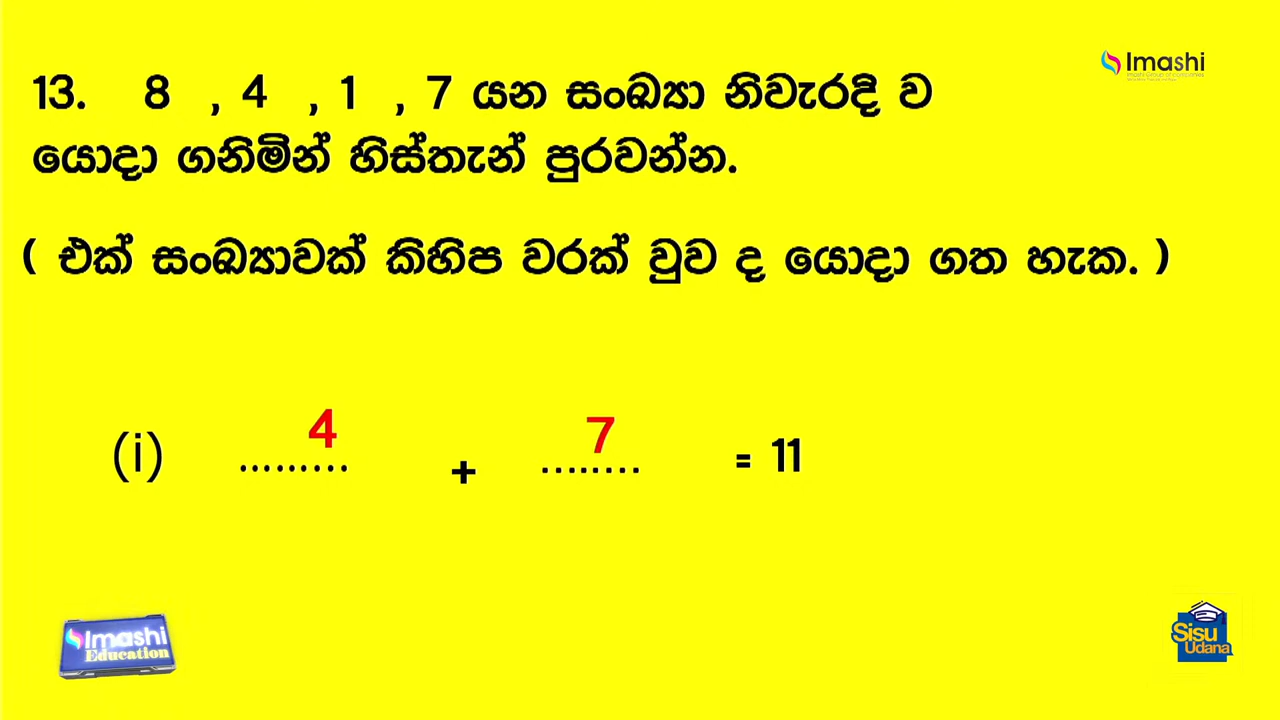 Imashi
13. 8 , 4 , 1 , 7 යන සංඛ්‍යා නිවැරදි ව
යොදා ගනිමින් හිස්තැන් පුරවන්න.
( එක් සංඛ්‍යාවක් කිහිප වරක් වුව ද යොදා ගත හැක. )
(i) ......4... + ....7.... = 11
Imashi
Education
Sisu
Udana